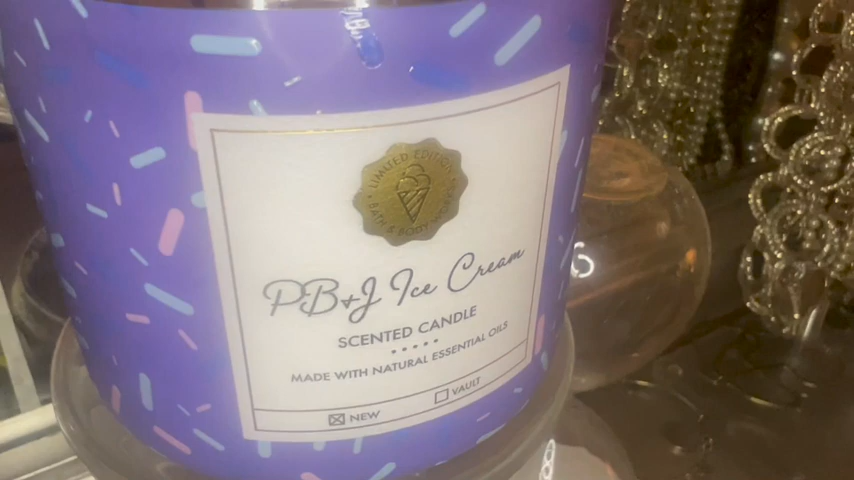 LIMITED EDITION
BATH & BODY WORKS
PB&J Ice Cream
SCENTED CANDLE
MADE WITH NATURAL ESSENTIAL OILS
NEW
VAULT